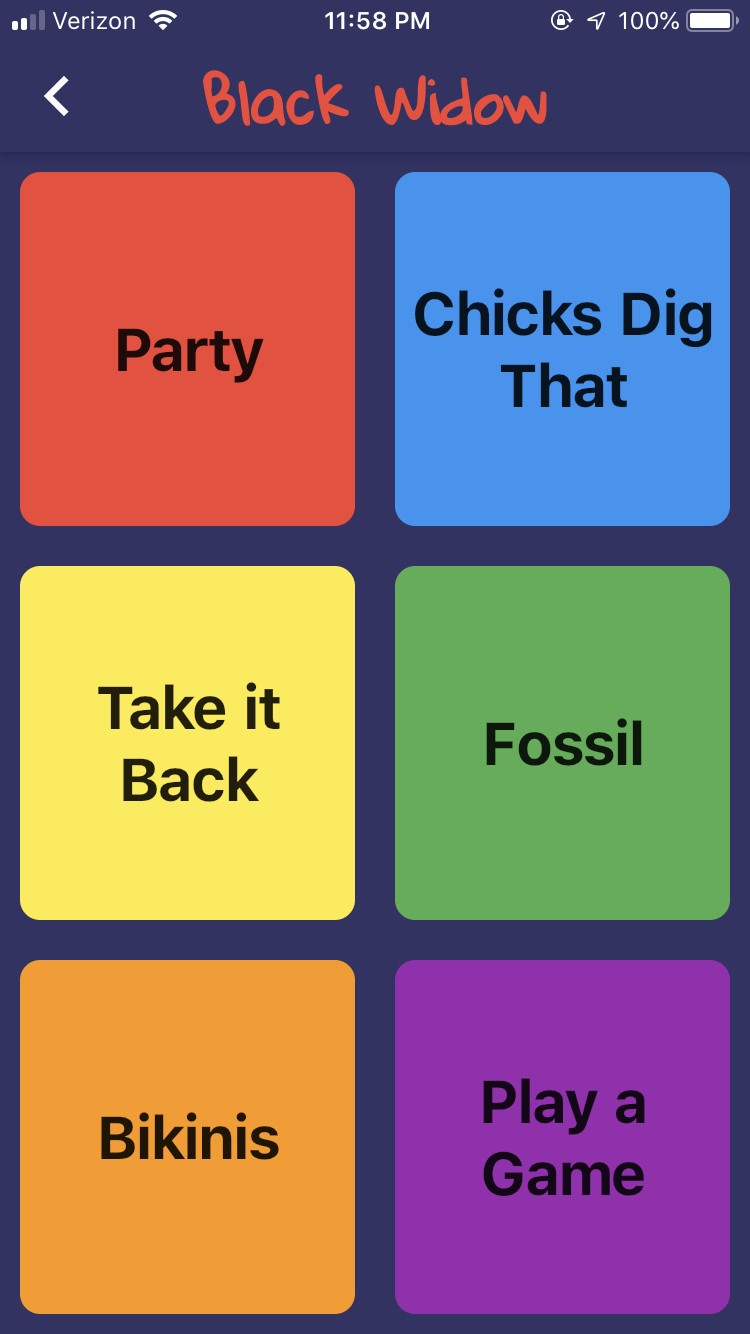 Verizon 11:58 PM 100%
Black Widow
Party
Chicks Dig
That
Take it
Back
Fossil
Bikinis
Play a
Game